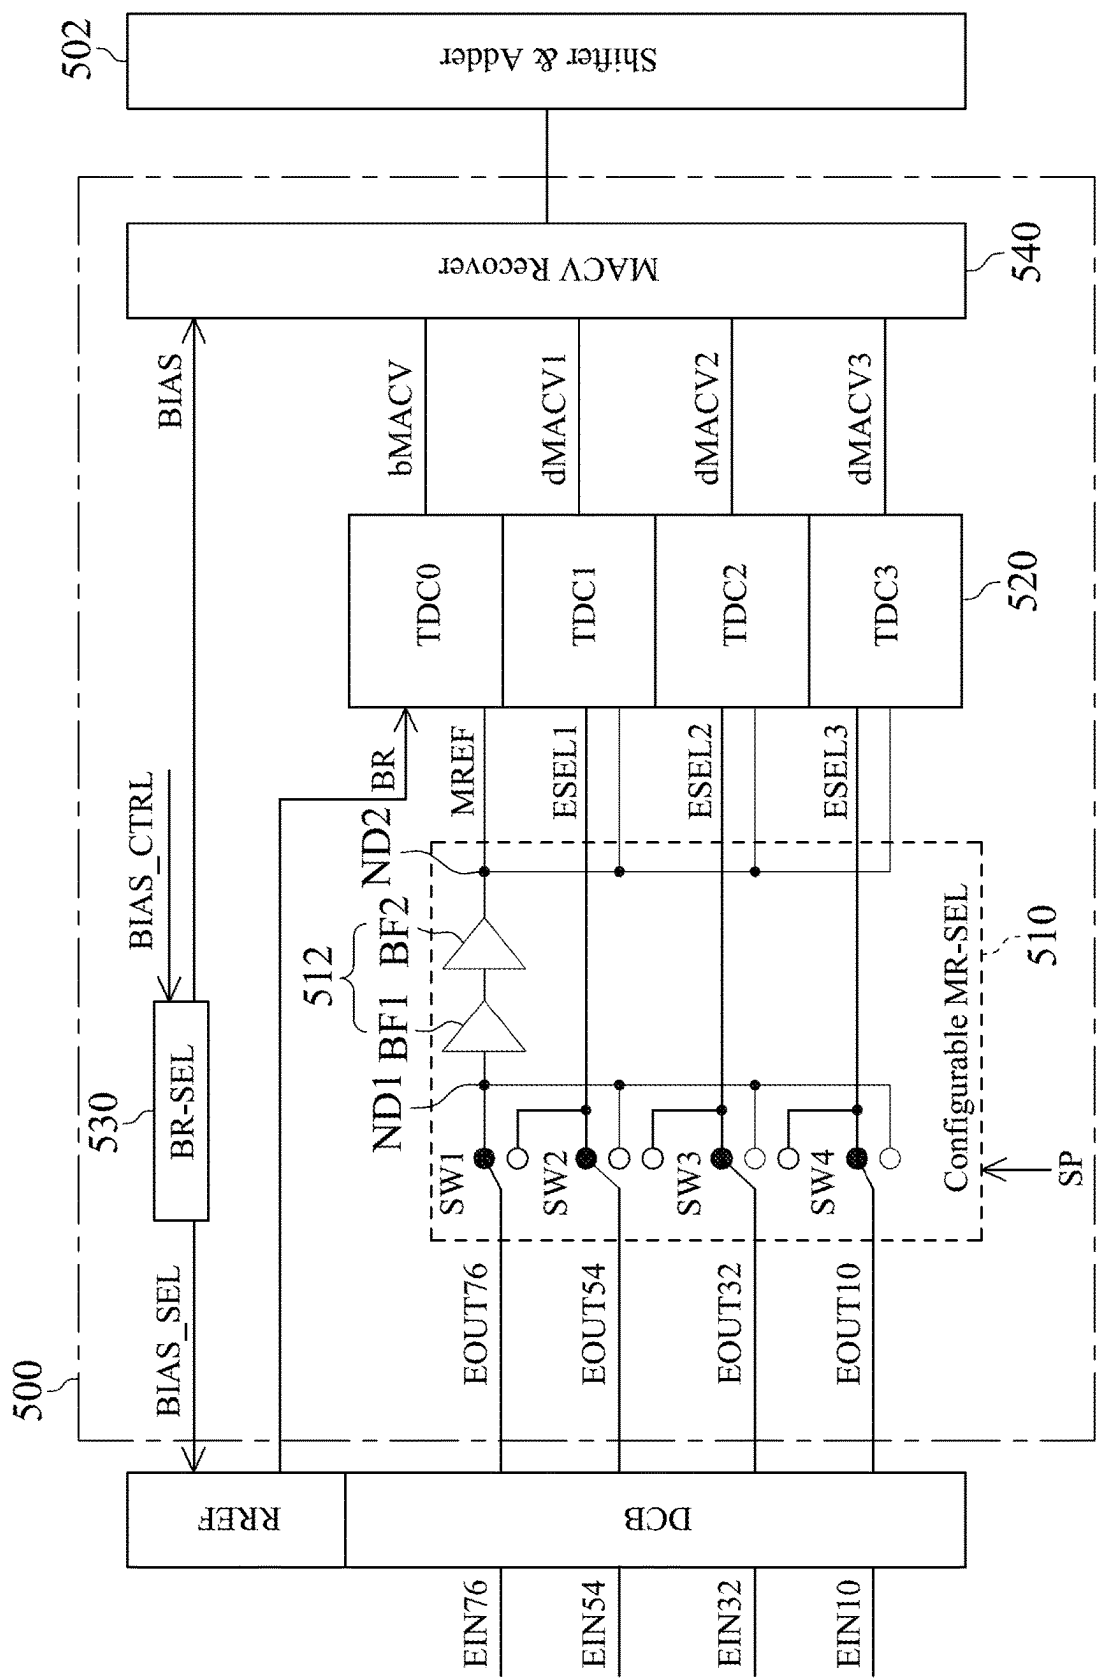 500
502
BIAS_SEL
530
BR-SEL
BIAS_CTRL
BIAS
RREF
DCB
EIN76
EIN54
EIN32
EIN10
EOUT76
EOUT54
EOUT32
EOUT10
512
ND1
BF1
BF2
ND2
SW1
SW2
SW3
SW4
Configurable MR-SEL
510
SP
BR
MREF
ESEL1
ESEL2
ESEL3
TDC0
TDC1
TDC2
TDC3
520
bMACV
dMACV1
dMACV2
dMACV3
MACV Recover
540
Shifter & Adder